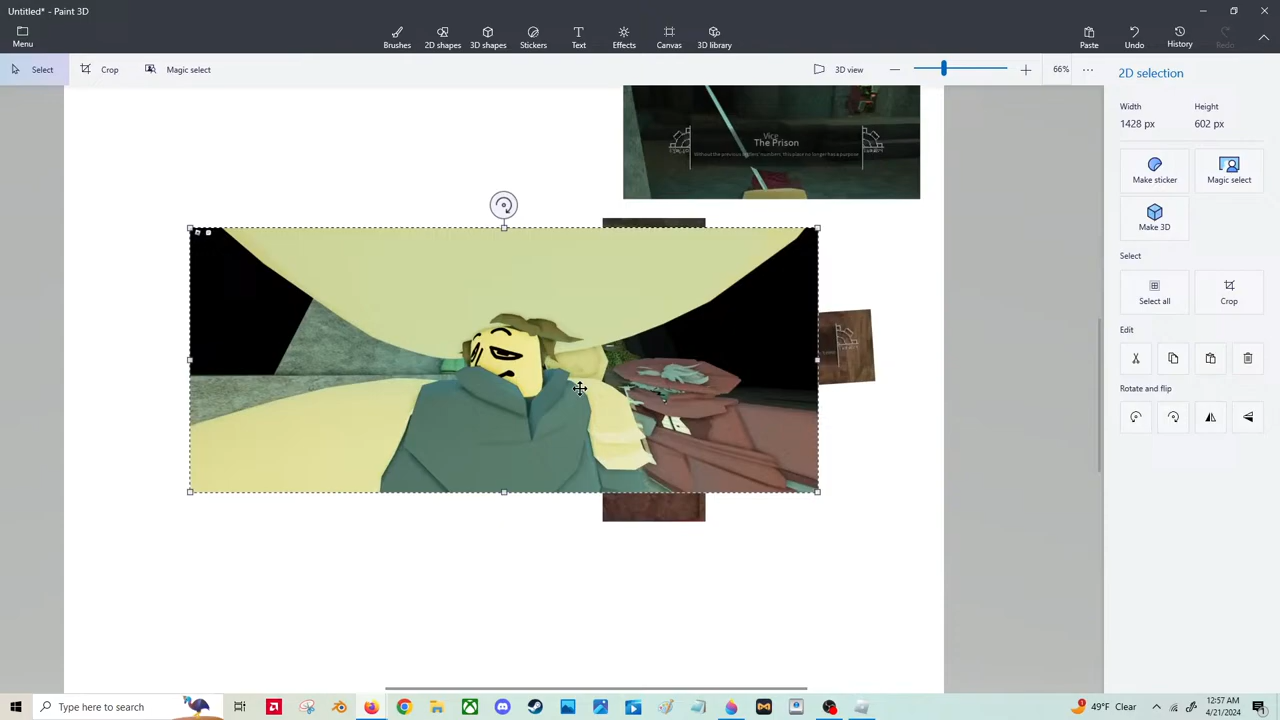 Untitled* - Paint 3D
Menu
Brushes
2D shapes
3D shapes
Stickers
Text
Effects
Canvas
3D library
Paste
Undo
History
Redo
Select
Crop
Magic select
3D view
66%
2D selection
Width
Height
1428 px
602 px
Make sticker
Magic select
Make 3D
Select
Select all
Crop
Edit
Rotate and flip
Vice
The Prison
Type here to search
49°F Clear
12:57 AM
4/21/2024